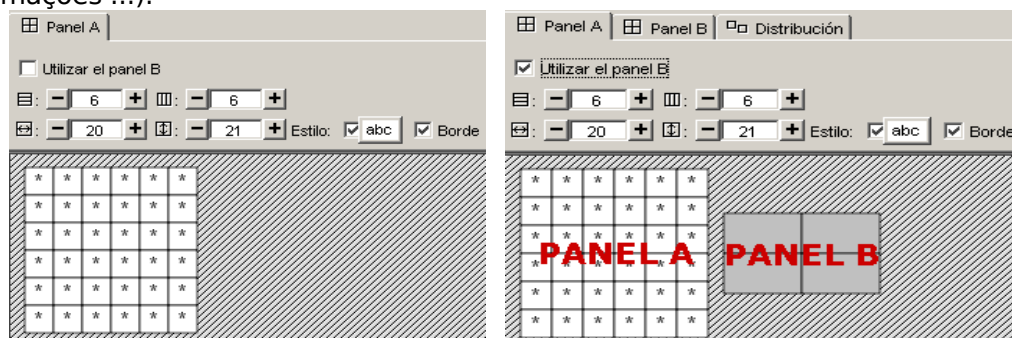 mações ...).
Panel A
Utilizar el panel B
: - 6 + : - 6 +
: - 20 + : - 21 + Estilo: abc Borde
* * * * * *
* * * * * *
* * * * * *
* * * * * *
* * * * * *
* * * * * *
Panel A Panel B Distribución
Utilizar el panel B
: - 6 + : - 6 +
: - 20 + : - 21 + Estilo: abc Borde
* * * * * *
* * * * * *
* * * * * *
PANEL A PANEL B
* * * * * *
* * * * * *
* * * * * *